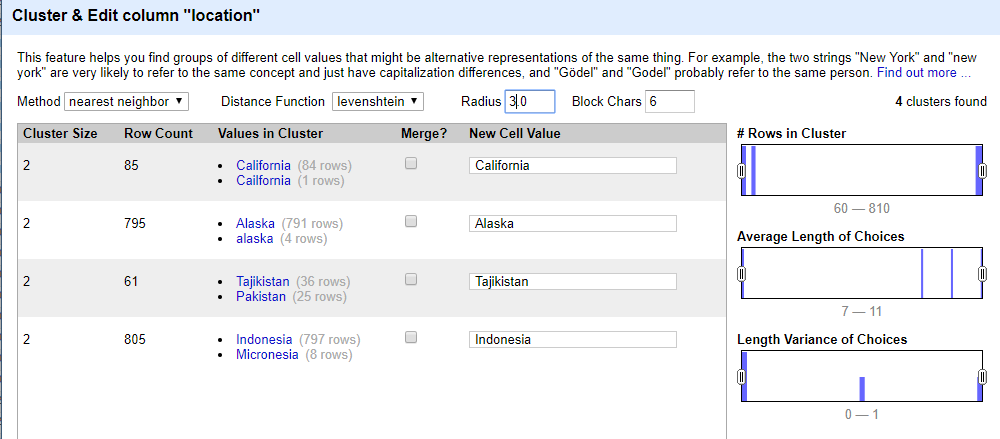 Cluster & Edit column "location"
This feature helps you find groups of different cell values that might be alternative representations of the same thing. For example, the two strings "New York" and "new
york" are very likely to refer to the same concept and just have capitalization differences, and "Gödel" and "Godel" probably refer to the same person. Find out more ...
Method nearest neighbor Distance Function levenshtein Radius 3.0 Block Chars 6 4 clusters found
Cluster Size Row Count Values in Cluster Merge? New Cell Value # Rows in Cluster
2 85 California (84 rows) California
Cailfornia (1 rows)
60 — 810
2 795 Alaska (791 rows) Alaska
alaska (4 rows)
Average Length of Choices
2 61 Tajikistan (36 rows) Tajikistan
Pakistan (25 rows)
7 — 11
2 805 Indonesia (797 rows) Indonesia
Micronesia (8 rows)
Length Variance of Choices
0 — 1